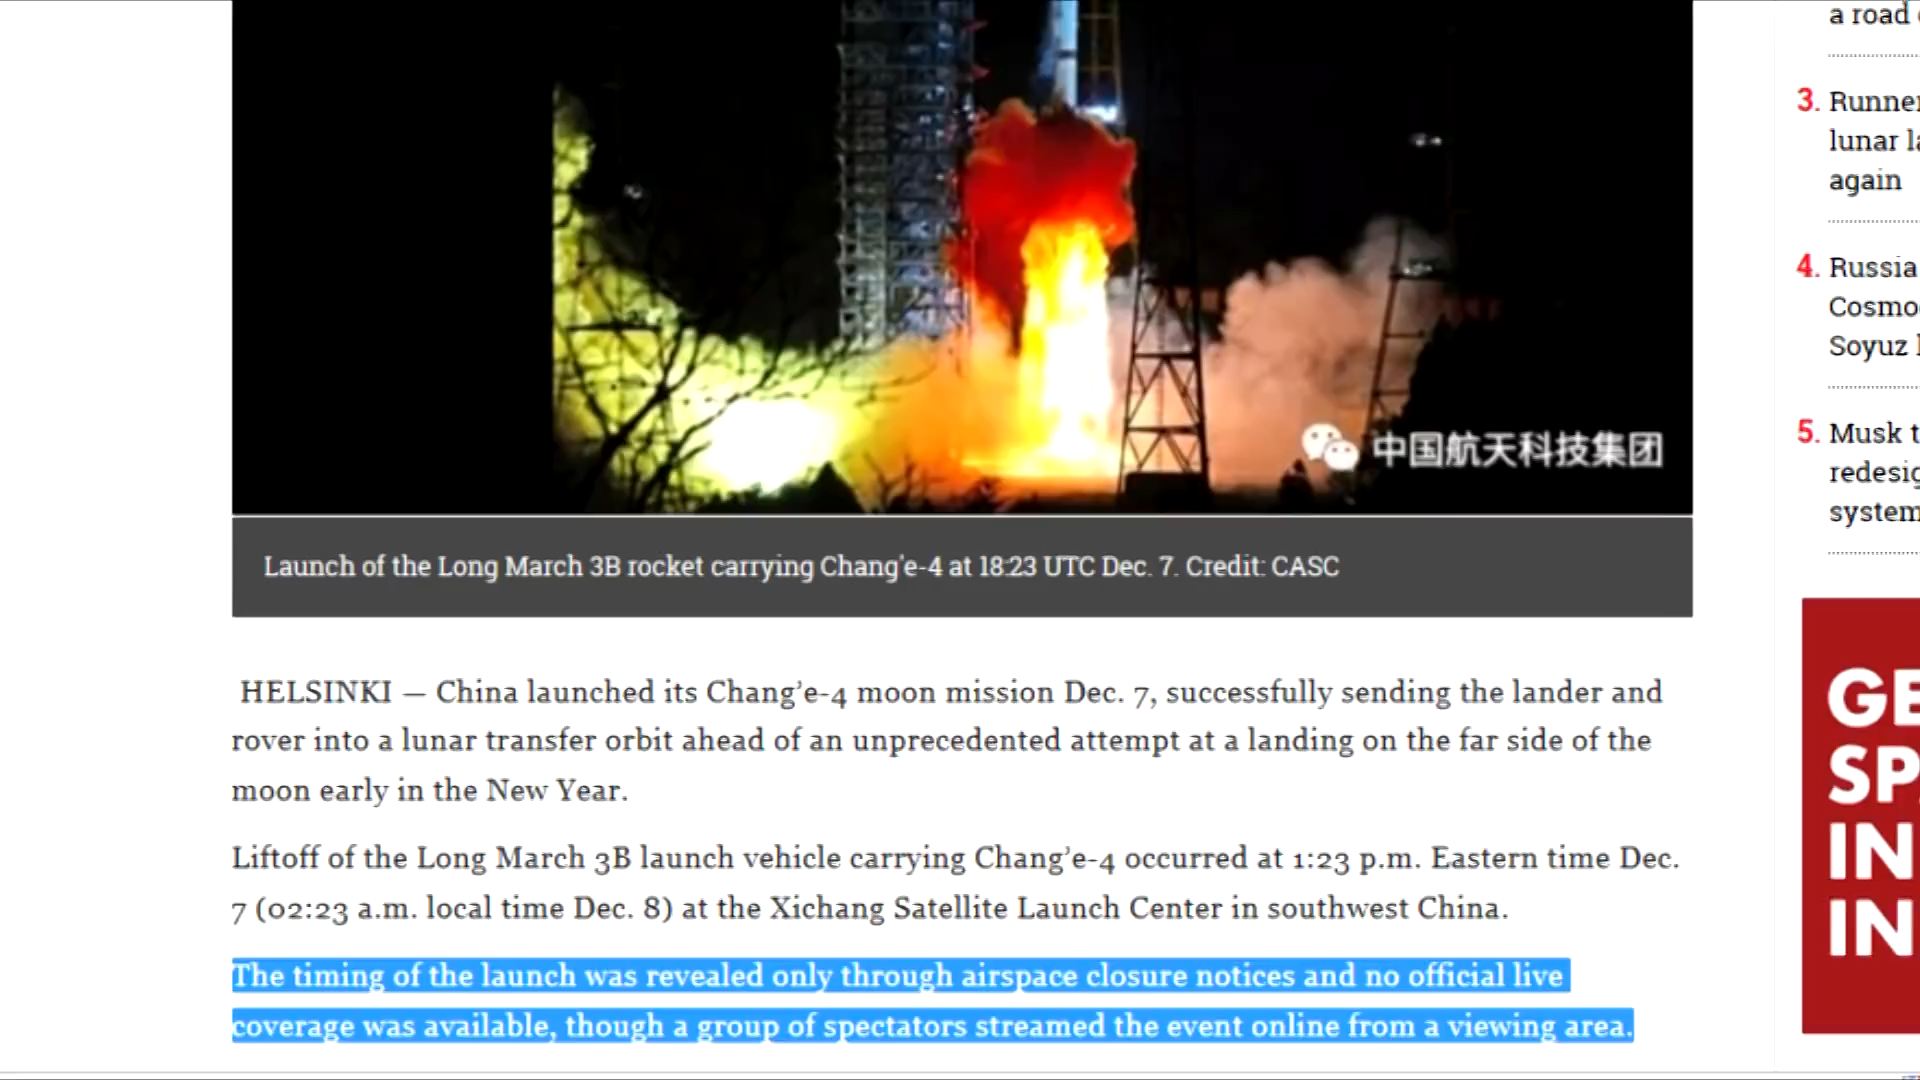 a road
3. Runner
lunar
again
4. Russia
Soyuz
5. Musk
system
中国航天科技集团
Launch of the Long March 3B rocket carrying Chang'e-4 at 18:23 UTC Dec. 7. Credit: CASC
HELSINKI — China launched its Chang’e-4 moon mission Dec. 7, successfully sending the lander and
rover into a lunar transfer orbit ahead of an unprecedented attempt at a landing on the far side of the
moon early in the New Year.
Liftoff of the Long March 3B launch vehicle carrying Chang’e-4 occurred at 1:23 p.m. Eastern time Dec.
7 (02:23 a.m. local time Dec. 8) at the Xichang Satellite Launch Center in southwest China.
The timing of the launch was revealed only through airspace closure notices and no official live
coverage was available, though a group of spectators streamed the event online from a viewing area.
IN
IN